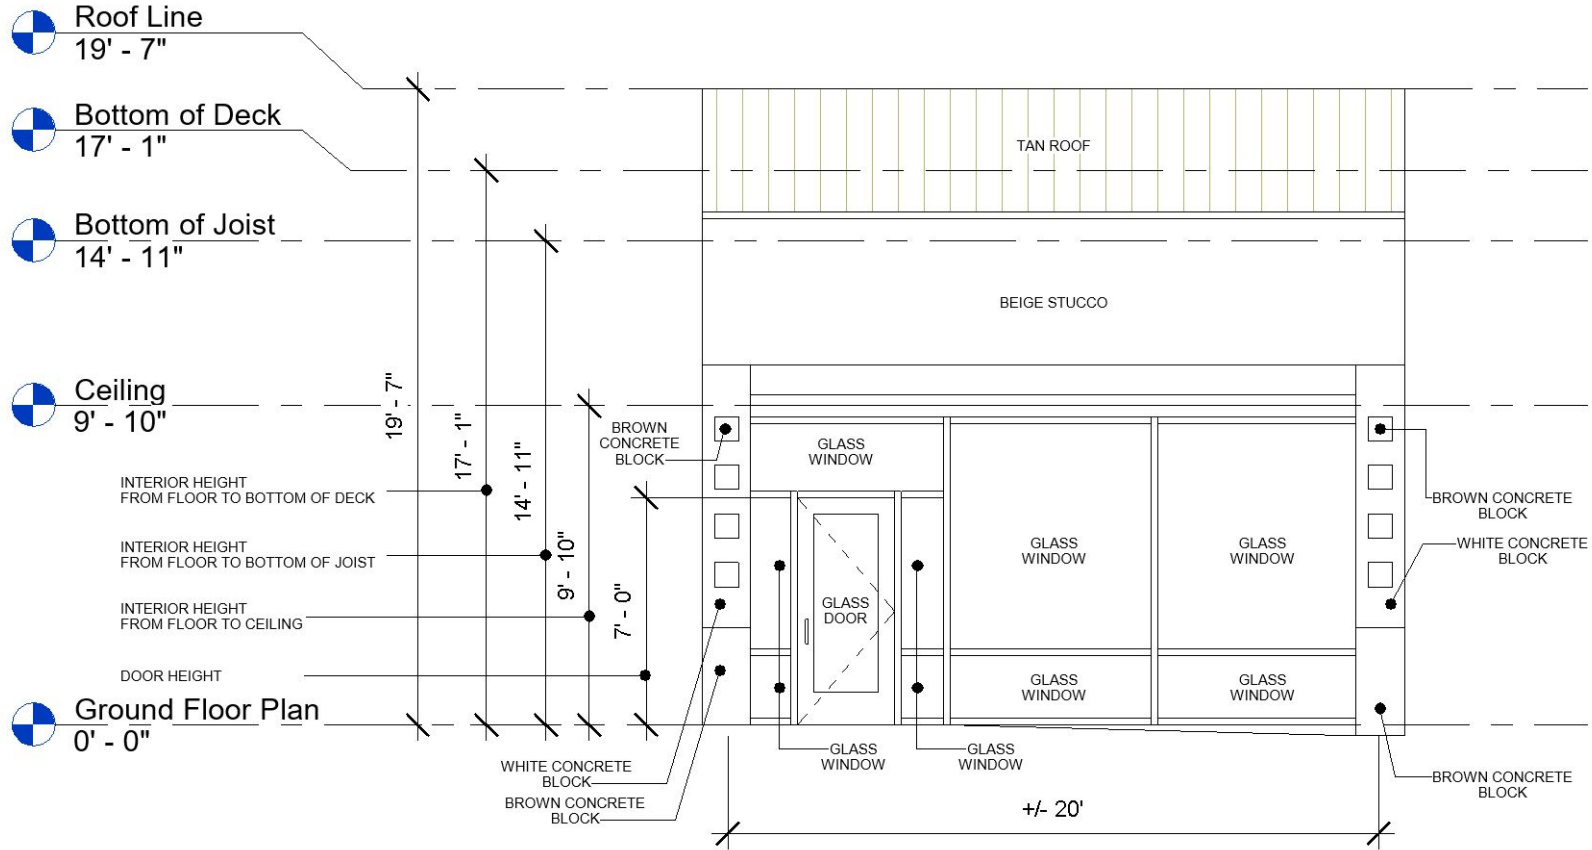 Roof Line
19' - 7"
Bottom of Deck
17' - 1"
Bottom of Joist
14' - 11"
Ceiling
9' - 10"
Ground Floor Plan
0' - 0"
INTERIOR HEIGHT
FROM FLOOR TO BOTTOM OF DECK
INTERIOR HEIGHT
FROM FLOOR TO BOTTOM OF JOIST
INTERIOR HEIGHT
FROM FLOOR TO CEILING
DOOR HEIGHT
19' - 7"
17' - 1"
14' - 11"
9' - 10"
7' - 0"
TAN ROOF
BEIGE STUCCO
BROWN
CONCRETE
BLOCK
GLASS
WINDOW
GLASS
DOOR
GLASS
WINDOW
GLASS
WINDOW
GLASS
WINDOW
GLASS
WINDOW
BROWN CONCRETE
BLOCK
WHITE CONCRETE
BLOCK
WHITE CONCRETE
BLOCK
BROWN CONCRETE
BLOCK
GLASS
WINDOW
GLASS
WINDOW
BROWN CONCRETE
BLOCK
+/- 20'